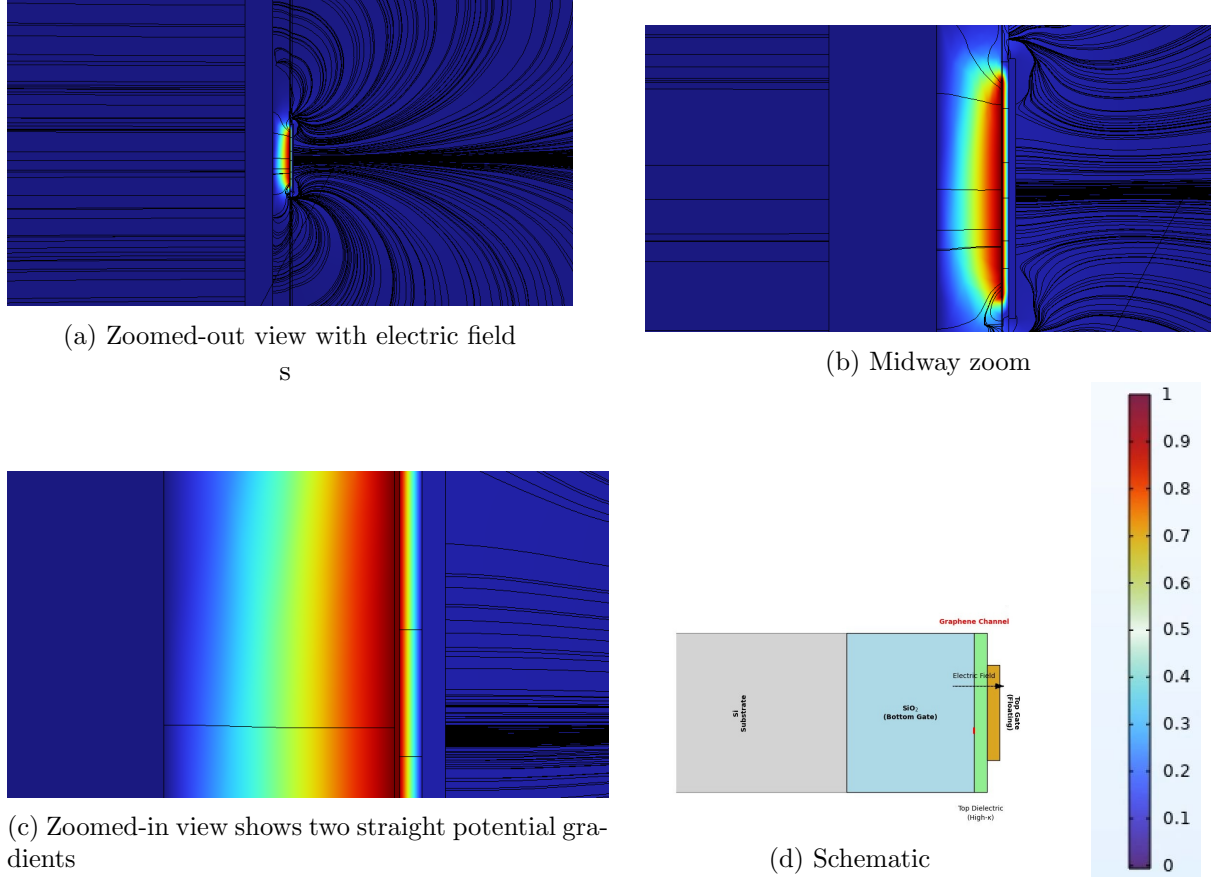 (a) Zoomed-out view with electric field
s
(b) Midway zoom
(c) Zoomed-in view shows two straight potential gra-
dients
Graphene Channel
Electric Field
Si
Substrate
SiO₂
(Bottom Gate)
Top Gate
(Floating)
Top Dielectric
(High-κ)
(d) Schematic
1
0.9
0.8
0.7
0.6
0.5
0.4
0.3
0.2
0.1
0